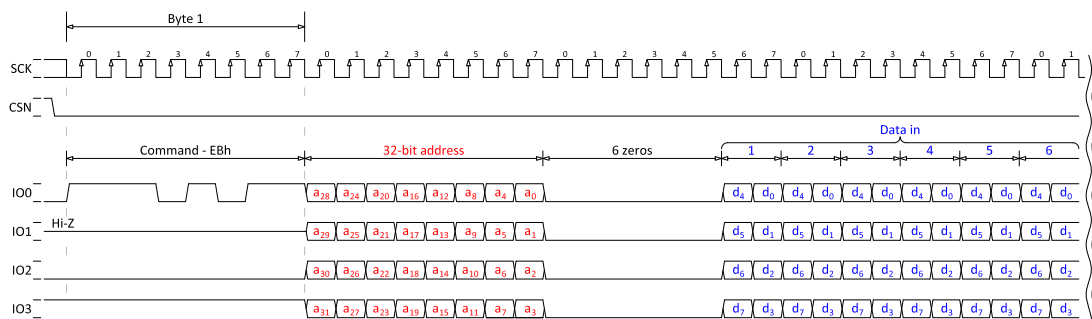 Byte 1
SCK 0 1 2 3 4 5 6 7 0 1 2 3 4 5 6 7 0 1 2 3 4 5 6 7 0 1 2 3 4 5 6 7 0 1
CSN
Data in
Command - EBh 32-bit address 6 zeros 1 2 3 4 5 6
IO0 a28 a24 a20 a16 a12 a8 a4 a0 d4 d0 d4 d0 d4 d0 d4 d0 d4 d0 d4 d0
IO1 Hi-Z a29 a25 a21 a17 a13 a9 a5 a1 d5 d1 d5 d1 d5 d1 d5 d1 d5 d1 d5 d1
IO2 a30 a26 a22 a18 a14 a10 a6 a2 d6 d2 d6 d2 d6 d2 d6 d2 d6 d2 d6 d2
IO3 a31 a27 a23 a19 a15 a11 a7 a3 d7 d3 d7 d3 d7 d3 d7 d3 d7 d3 d7 d3